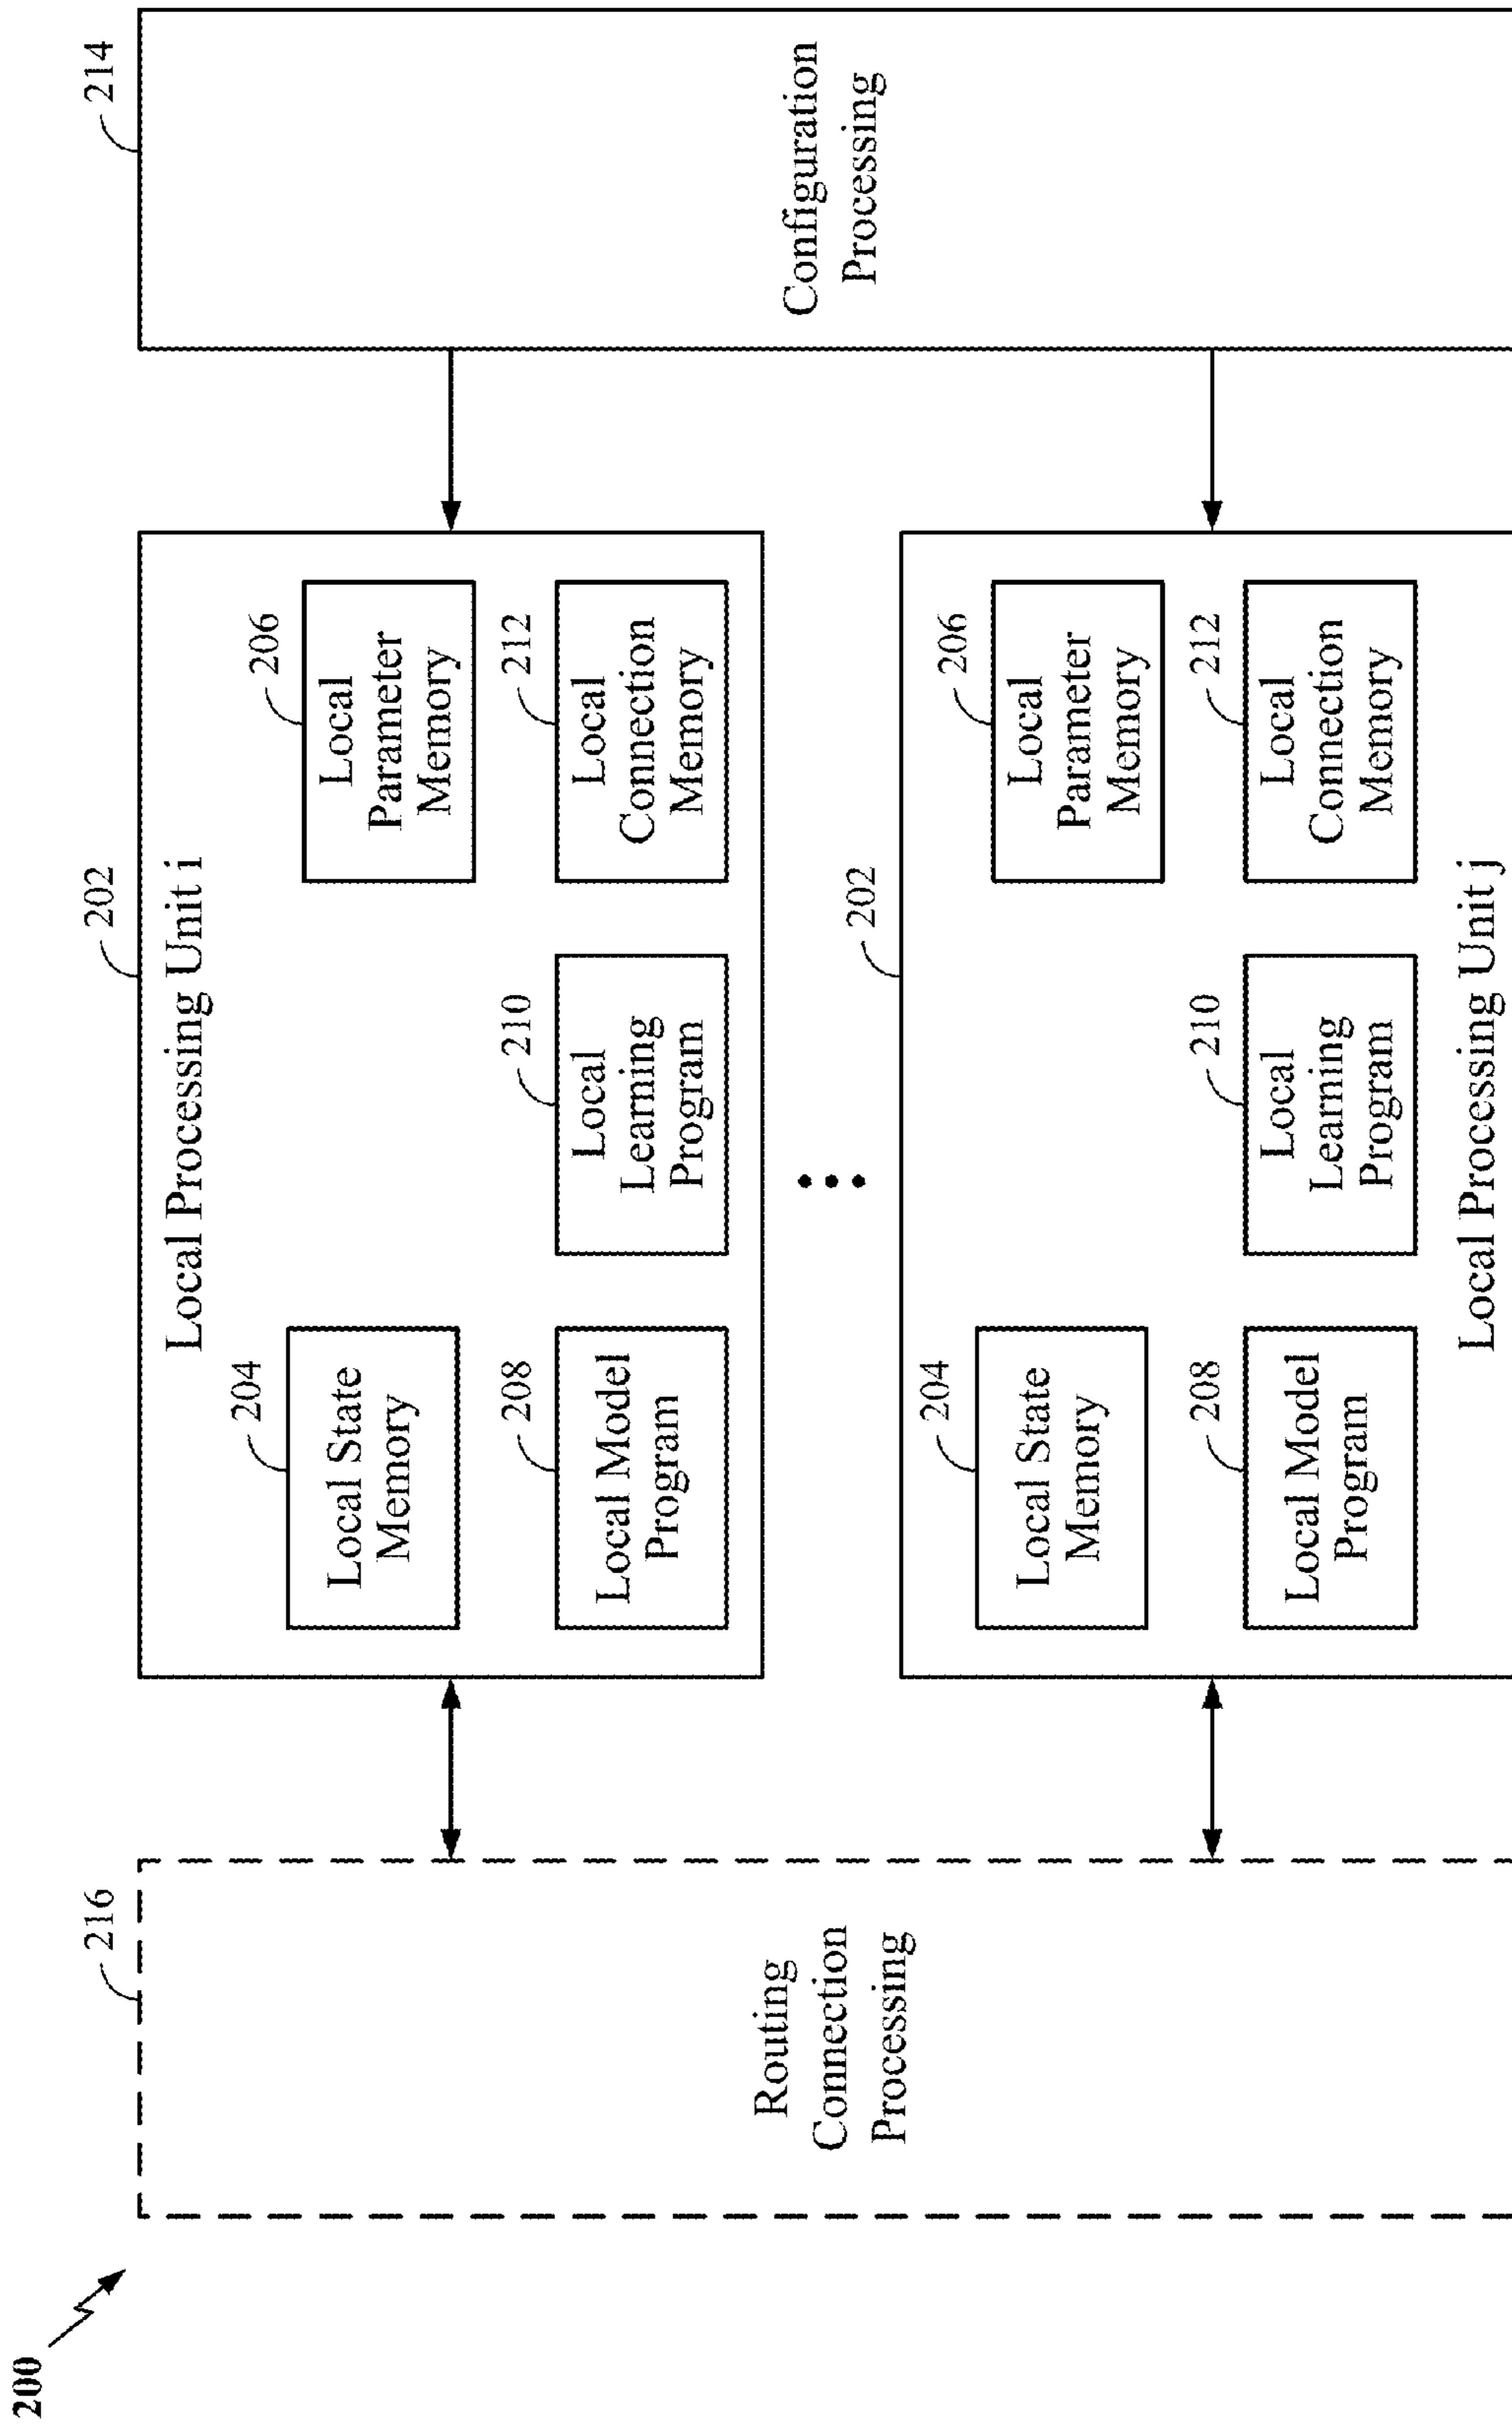 200
216
Routing
Connection
Processing
202
Local Processing Unit i
204
Local State
Memory
206
Local
Parameter
Memory
208
Local Model
Program
210
Local
Learning
Program
212
Local
Connection
Memory
202
204
Local State
Memory
206
Local
Parameter
Memory
208
Local Model
Program
210
Local
Learning
Program
212
Local
Connection
Memory
Local Processing Unit j
214
Configuration
Processing